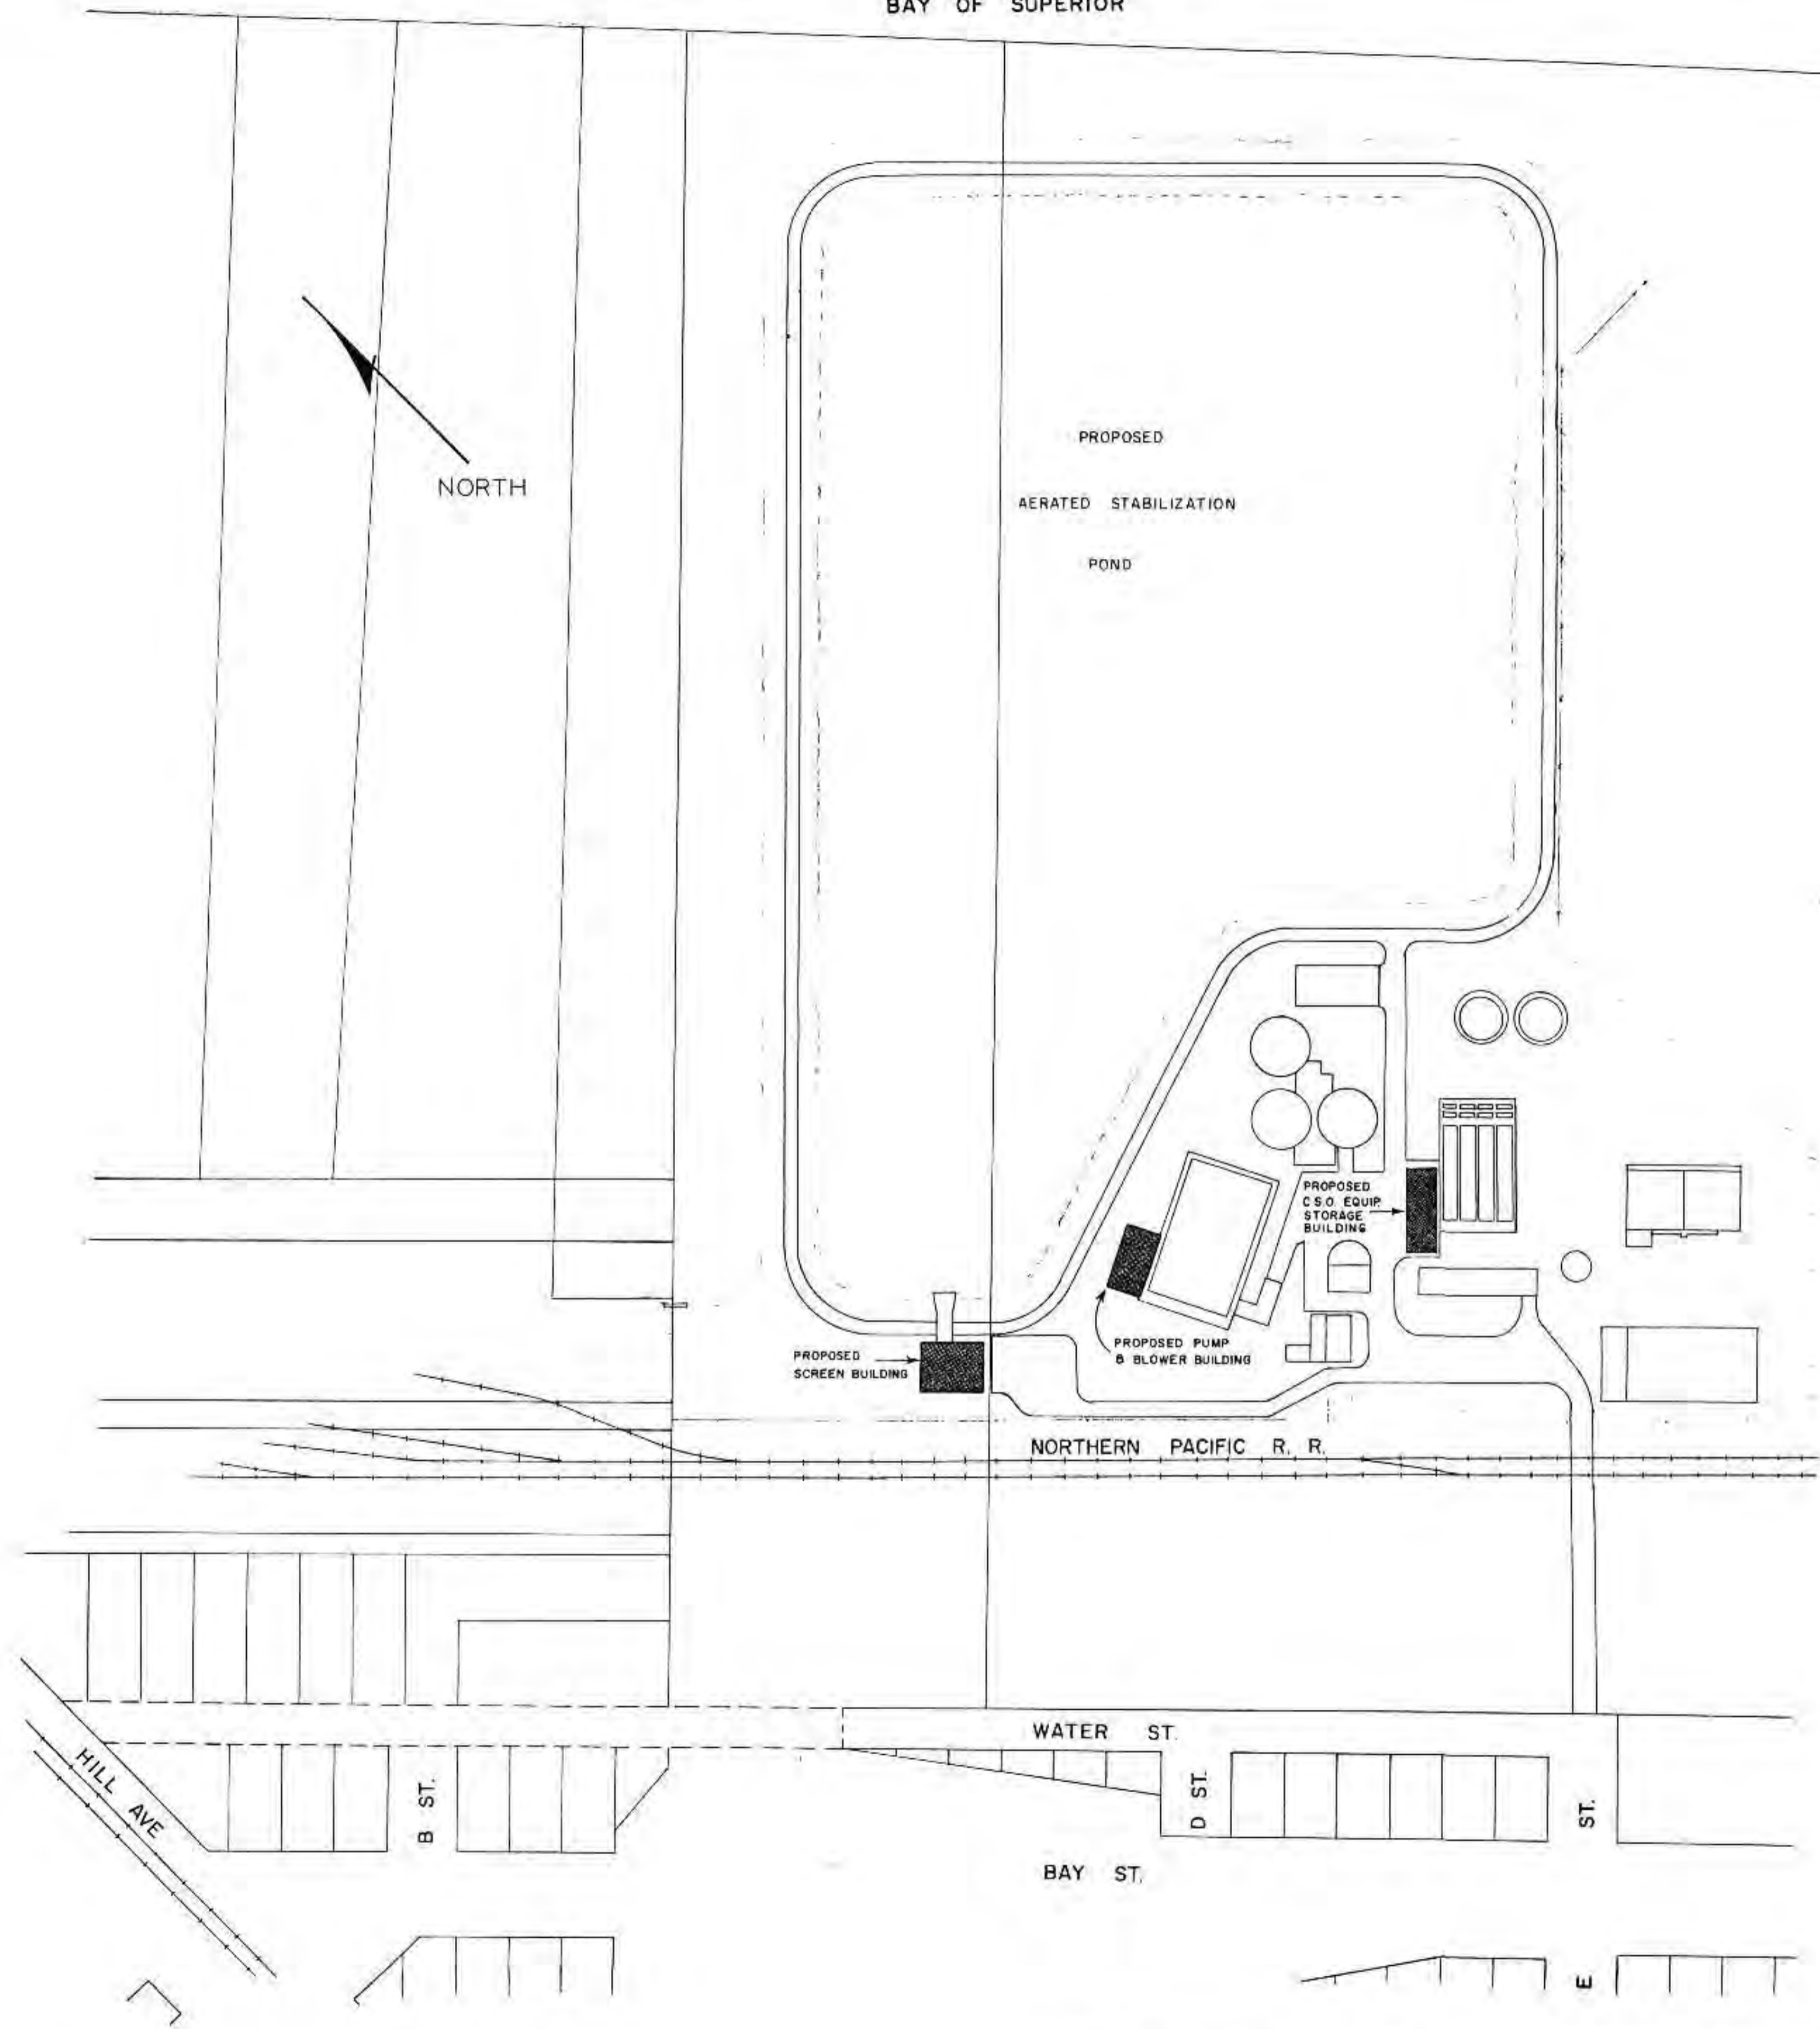 BAY OF SUPERIOR
NORTH
PROPOSED
AERATED STABILIZATION
POND
PROPOSED
C.S.O. EQUIP.
STORAGE
BUILDING
PROPOSED
SCREEN BUILDING
PROPOSED PUMP
& BLOWER BUILDING
NORTHERN PACIFIC R. R.
WATER ST.
HILL AVE
B ST.
D ST.
E ST.
BAY ST.